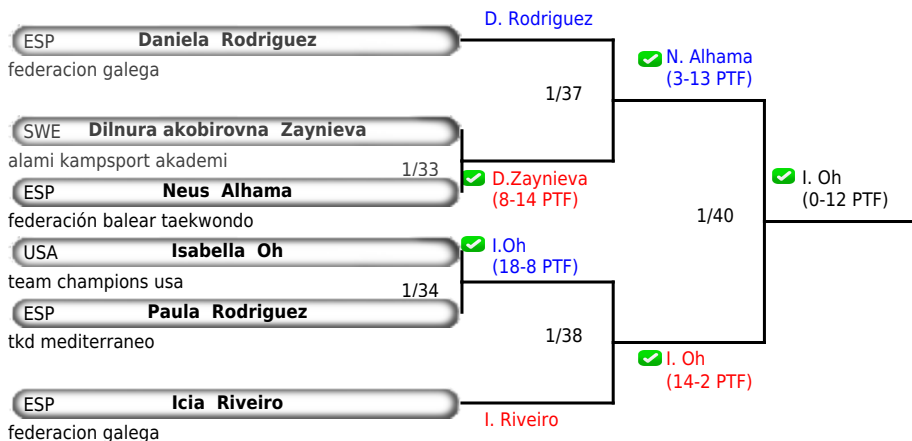 D. Rodriguez
ESP Daniela Rodriguez
federacion galega
N. Alhama
(3-13 PTF)
1/37
SWE Dilnura akobirovna Zaynieva
alami kampsport akademi
1/33
D.Zaynieva
(8-14 PTF)
ESP Neus Alhama
federación balear taekwondo
I. Oh
(0-12 PTF)
1/40
USA Isabella Oh
team champions usa
I.Oh
(18-8 PTF)
1/34
ESP Paula Rodriguez
tkd mediterraneo
1/38
I. Oh
(14-2 PTF)
ESP Icia Riveiro
federacion galega
I. Riveiro